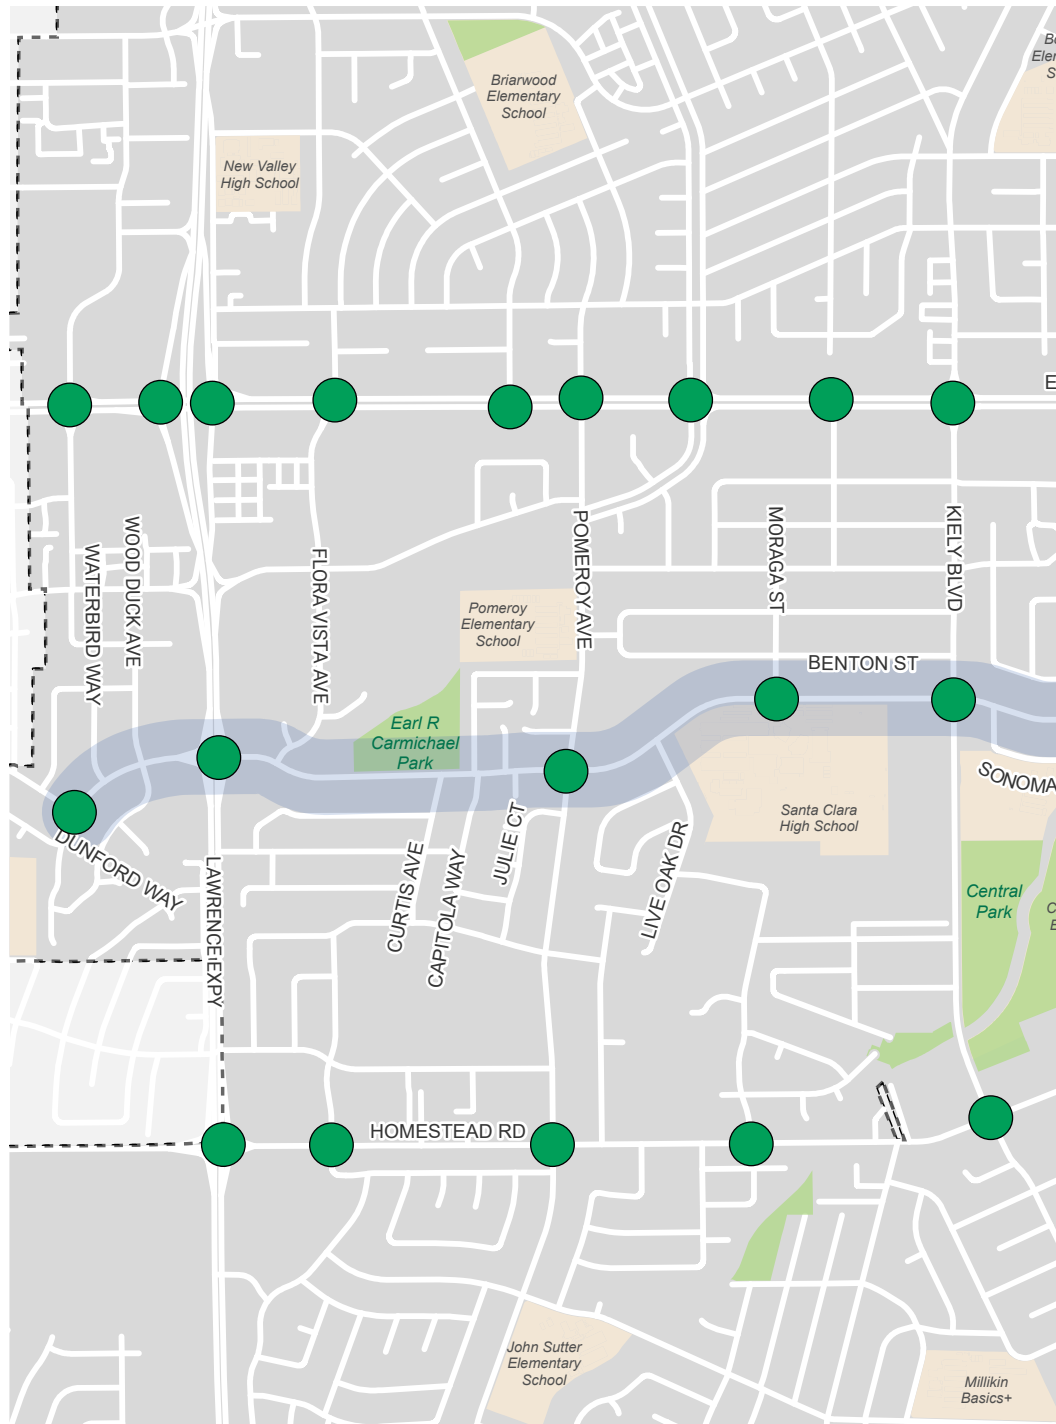 Briarwood
Elementary
School
New Valley
High School
E
WOOD DUCK AVE
WATERBIRD WAY
FLORA VISTA AVE
POMEROY AVE
MORAGA ST
KIELY BLVD
Pomeroy
Elementary
School
BENTON ST
Earl R
Carmichael
Park
SONOMA
Santa Clara
High School
DUNFORD WAY
LAWRENCE EXPY
CURTIS AVE
CAPITOLA WAY
JULIE CT
LIVE OAK DR
Central
Park
HOMESTEAD RD
John Sutter
Elementary
School
Millikin
Basics+